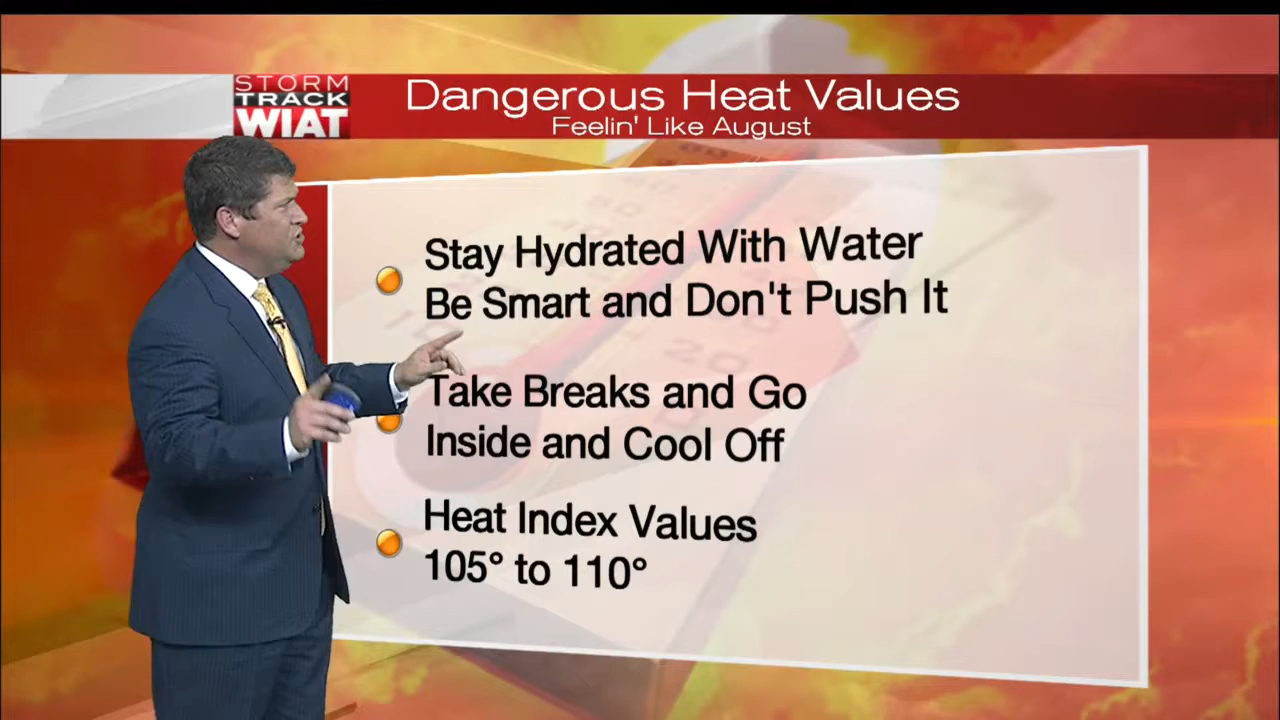 STORM
TRACK
WIAT
Dangerous Heat Values
Feelin' Like August
Stay Hydrated With Water
Be Smart and Don't Push It
Take Breaks and Go
Inside and Cool Off
Heat Index Values
105° to 110°